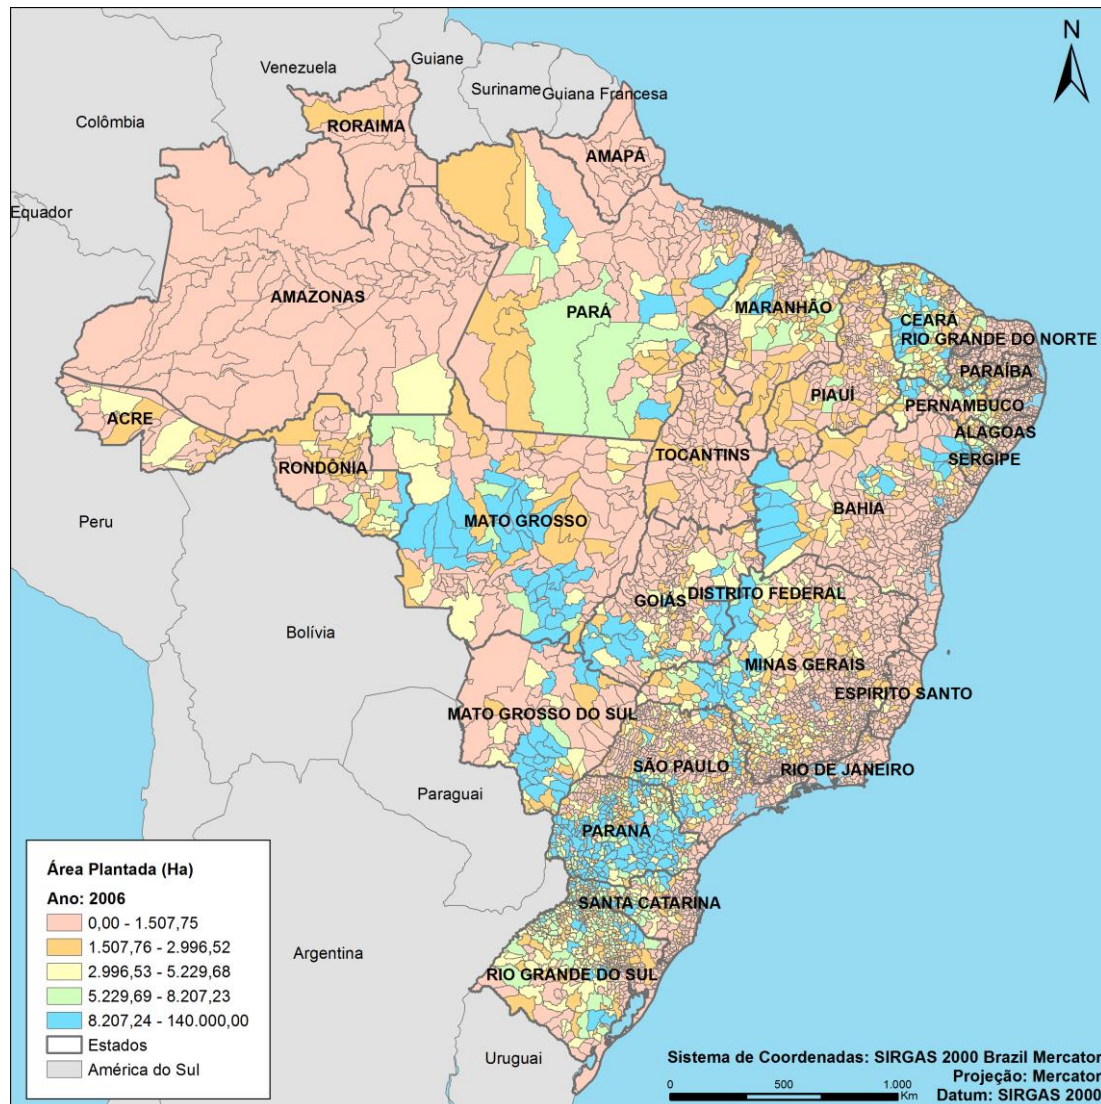 N
Guiane
Venezuela
Suriname
Guiana Francesa
Colômbia
RORAIMA
AMAPÁ
Equador
AMAZONAS
PARÁ
MARANHÃO
CEARÁ
RIO GRANDE DO NORTE
PARAÍBA
PIAUÍ
PERNAMBUCO
ACRE
ALAGOAS
TOCANTINS
SERGIPE
RONDÔNIA
BAHIA
Peru
MATO GROSSO
DISTRITO FEDERAL
GOIÁS
Bolívia
MINAS GERAIS
ESPIRITO SANTO
MATO GROSSO DO SUL
SÃO PAULO
RIO DE JANEIRO
Paraguai
PARANÁ
SANTA CATARINA
Argentina
RIO GRANDE DO SUL
Uruguai
Área Plantada (Ha)
Ano: 2006
0,00 - 1.507,75
1.507,76 - 2.996,52
2.996,53 - 5.229,68
5.229,69 - 8.207,23
8.207,24 - 140.000,00
Estados
América do Sul
Sistema de Coordenadas: SIRGAS 2000 Brazil Mercator
Projeção: Mercator
Datum: SIRGAS 2000
0 500 1.000
Km